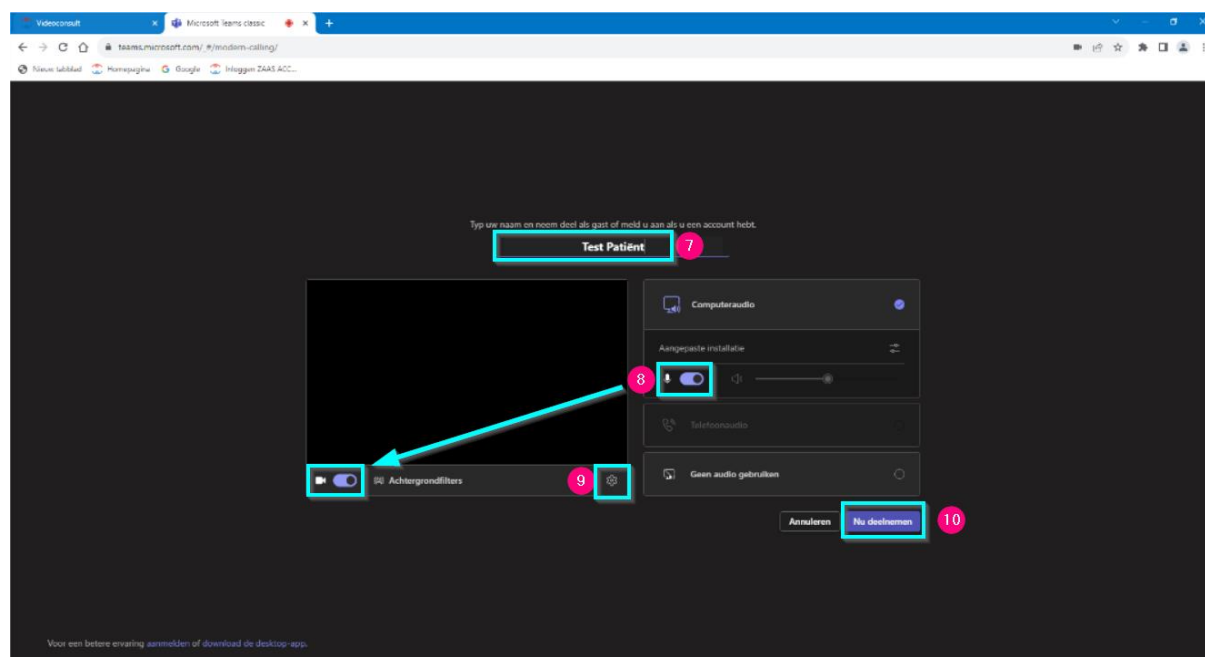 Videoconsult
Microsoft Teams classic
teams.microsoft.com/_#/modern-calling/
Nieuw tabblad
Homepagina
Google
Inloggen ZAAS ACC...
Typ uw naam en neem deel als gast of meld u aan als u een account hebt.
Test Patiënt
7
Computeraudio
Aangepaste installatie
8
Telefoonaudio
Achtergrondfilters
9
Geen audio gebruiken
Annuleren
Nu deelnemen
10
Voor een betere ervaring aanmelden of download de desktop-app.